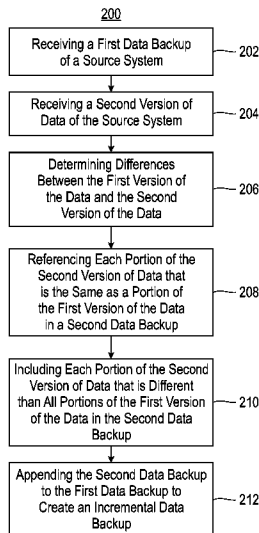 200
Receiving a First Data Backup
of a Source System
202
Receiving a Second Version of
Data of the Source System
204
Determining Differences
Between the First Version of
the Data and the Second
Version of the Data
206
Referencing Each Portion of the
Second Version of Data that
is the Same as a Portion of
the First Version of the Data
in a Second Data Backup
208
Including Each Portion of the Second
Version of Data that is Different
than All Portions of the First Version
of the Data in the Second Data
Backup
210
Appending the Second Data Backup
to the First Data Backup to
Create an Incremental Data
Backup
212